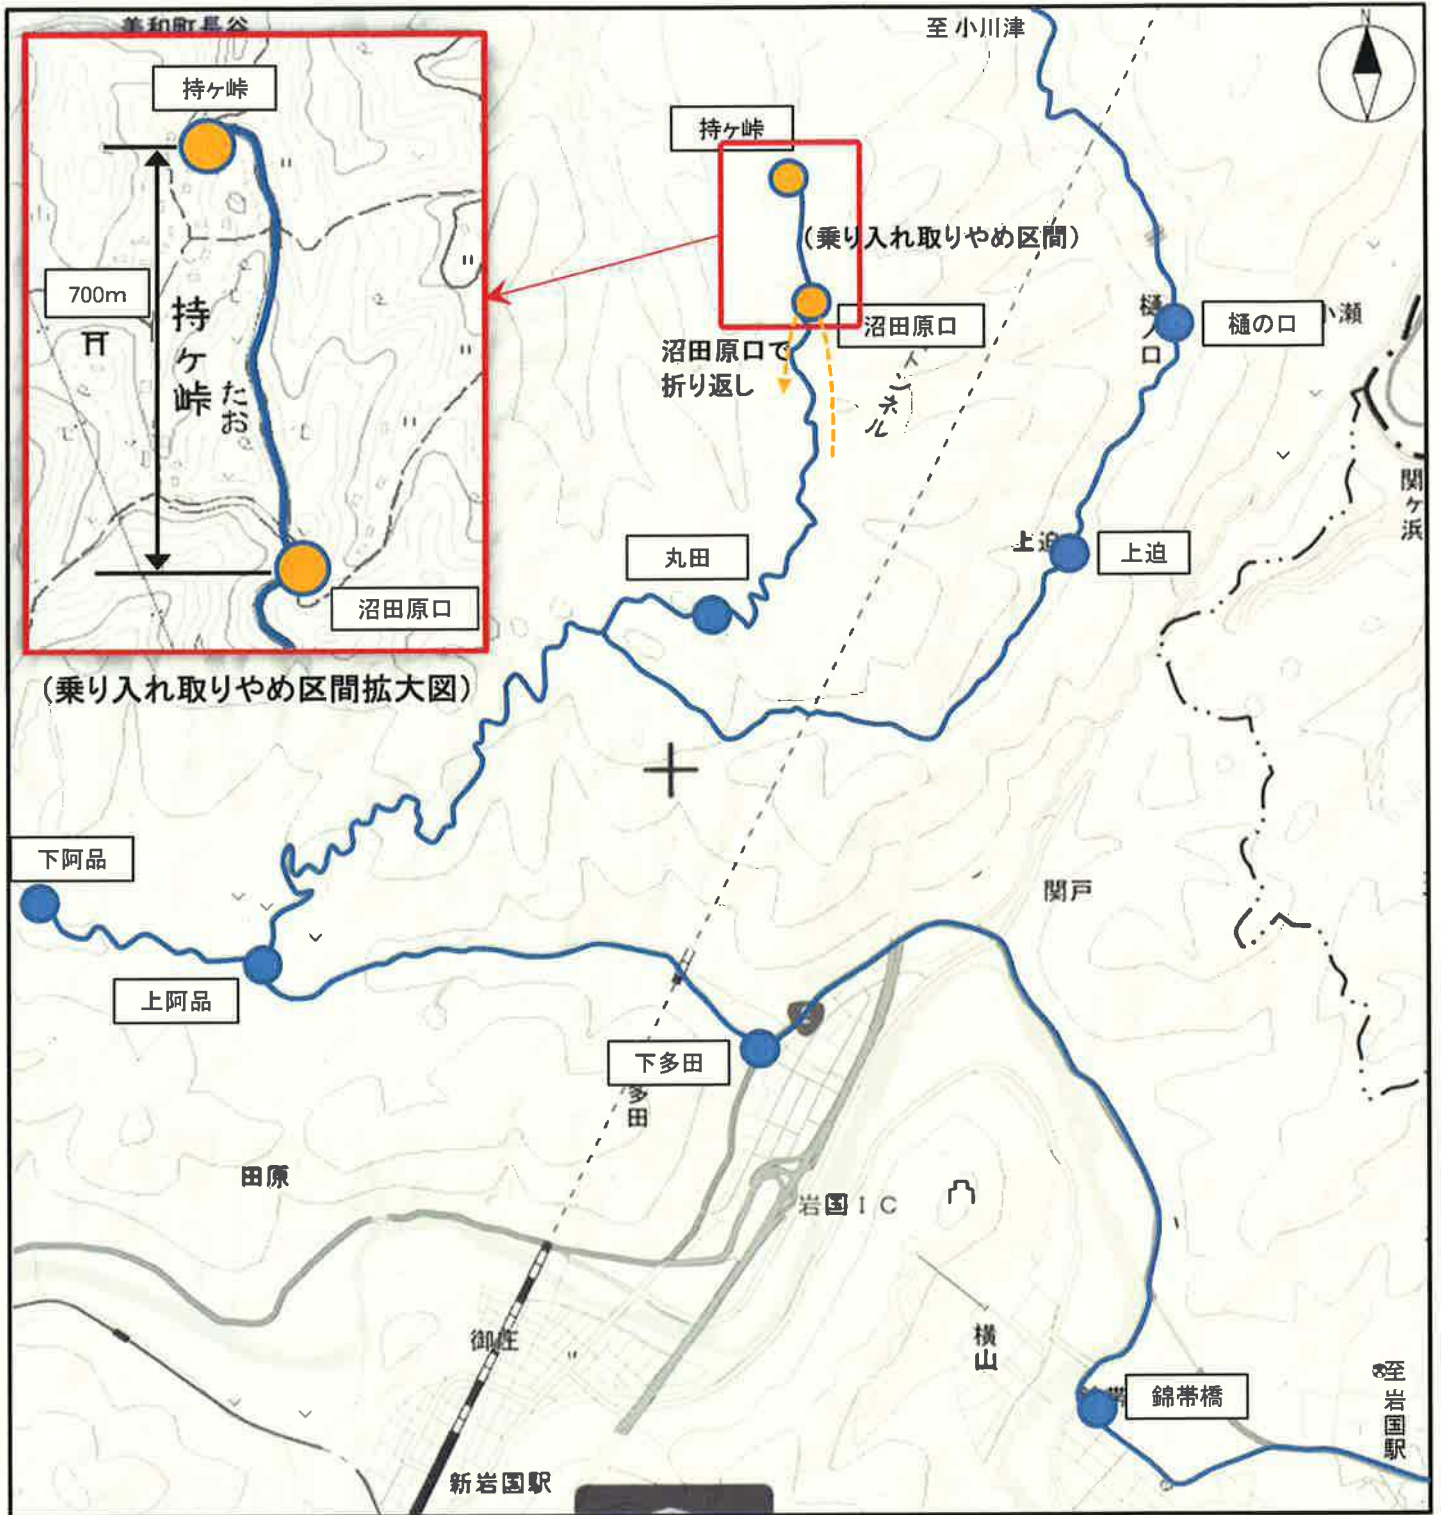 美和町長谷
至 小川津
N
持ヶ峠
持ヶ峠
(乗り入れ取りやめ区間)
700m
持ヶ峠
たお
沼田原口
樋ノ口
樋の口
小瀬
沼田原口で
折り返し
トンネル
関ヶ浜
上迫
上迫
丸田
沼田原口
(乗り入れ取りやめ区間拡大図)
下阿品
関戸
上阿品
下多田
多田
田原
岩国IC
御庄
横山
錦帯橋
至岩国駅
新岩国駅